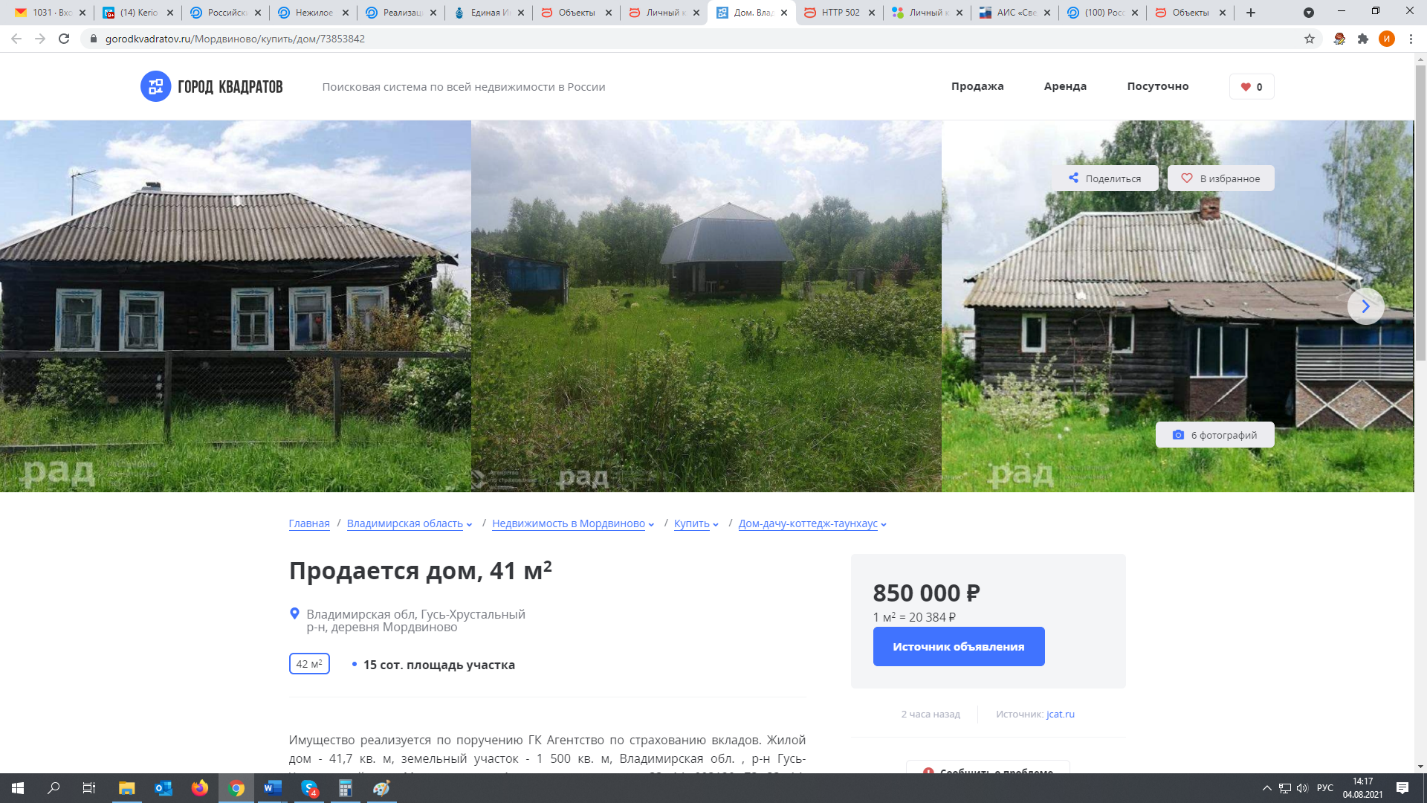 1031 · Вхо
(14) Kerio
Российск
Нежилое
Реализац
Единая И
Объекты
Личный к
Дом, Влад
HTTP 502
Личный к
АИС «Све
(100) Росс
Объекты
gorodkvadratov.ru/Мордвиново/купить/дом/73853842
И
ГОРОД КВАДРАТОВ
Поисковая система по всей недвижимости в России
Продажа
Аренда
Посуточно
0
Поделиться
В избранное
6 фотографий
рад
рад
рад
Главная / Владимирская область / Недвижимость в Мордвиново / Купить / Дом-дачу-коттедж-таунхаус
Продается дом, 41 м²
Владимирская обл, Гусь-Хрустальный
р-н, деревня Мордвиново
42 м² • 15 сот. площадь участка
850 000 ₽
1 м² = 20 384 ₽
Источник объявления
2 часа назад
Источник: jcat.ru
Имущество реализуется по поручению ГК Агентство по страхованию вкладов. Жилой
дом - 41,7 кв. м, земельный участок - 1 500 кв. м, Владимирская обл. , р-н Гусь-
Сообщить о проблеме
4
РУС
14:17
04.08.2021